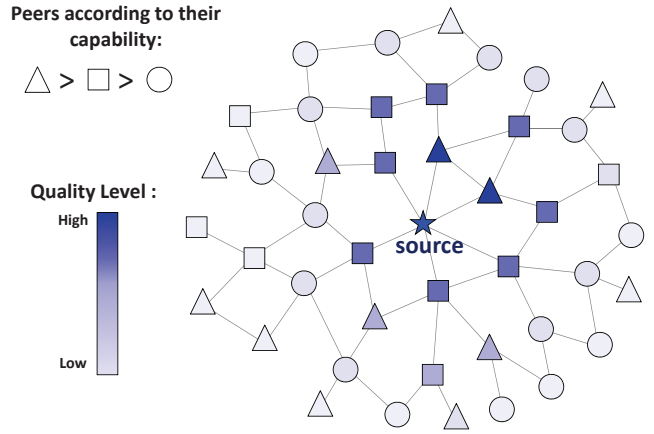 Peers according to their
capability:
> >
Quality Level :
High
Low
source